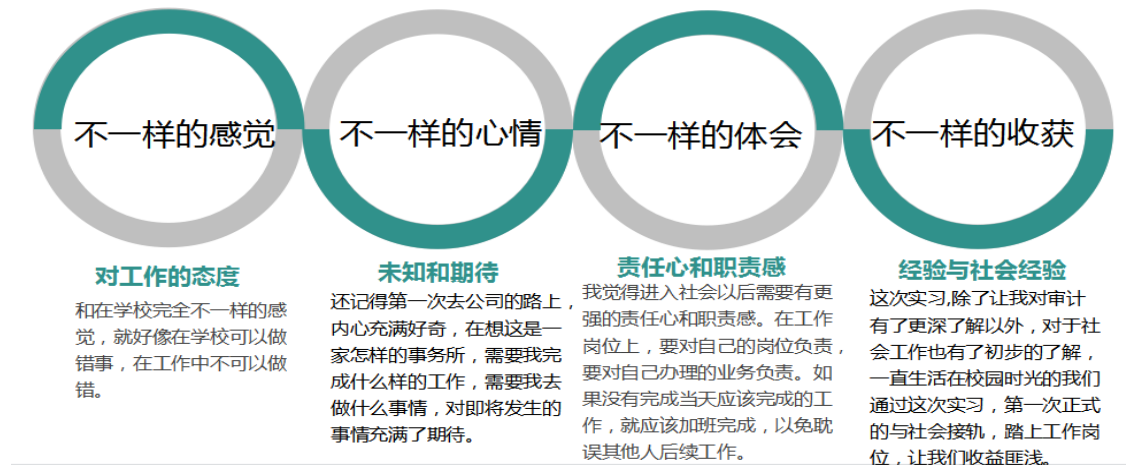 不一样的感觉
不一样的心情
不一样的体会
不一样的收获
对工作的态度
和在学校完全不一样的感
觉，就好像在学校可以做
错事，在工作中不可以做
错。
未知和期待
还记得第一次去公司的路上，
内心充满好奇，在想这是一
家怎样的事务所，需要我完
成什么样的工作，需要我去
做什么事情，对即将发生的
事情充满了期待。
责任心和职责感
我觉得进入社会以后需要有更
强的责任心和职责感。在工作
岗位上，要对自己的岗位负责，
要对自己办理的业务负责。如
果没有完成当天应该完成的工
作，就应该加班完成，以免耽
误其他人后续工作。
经验与社会经验
这次实习,除了让我对审计
有了更深了解以外，对于社
会工作也有了初步的了解，
一直生活在校园时光的我们
通过这次实习，第一次正式
的与社会接轨，踏上工作岗
位，让我们收益匪浅。